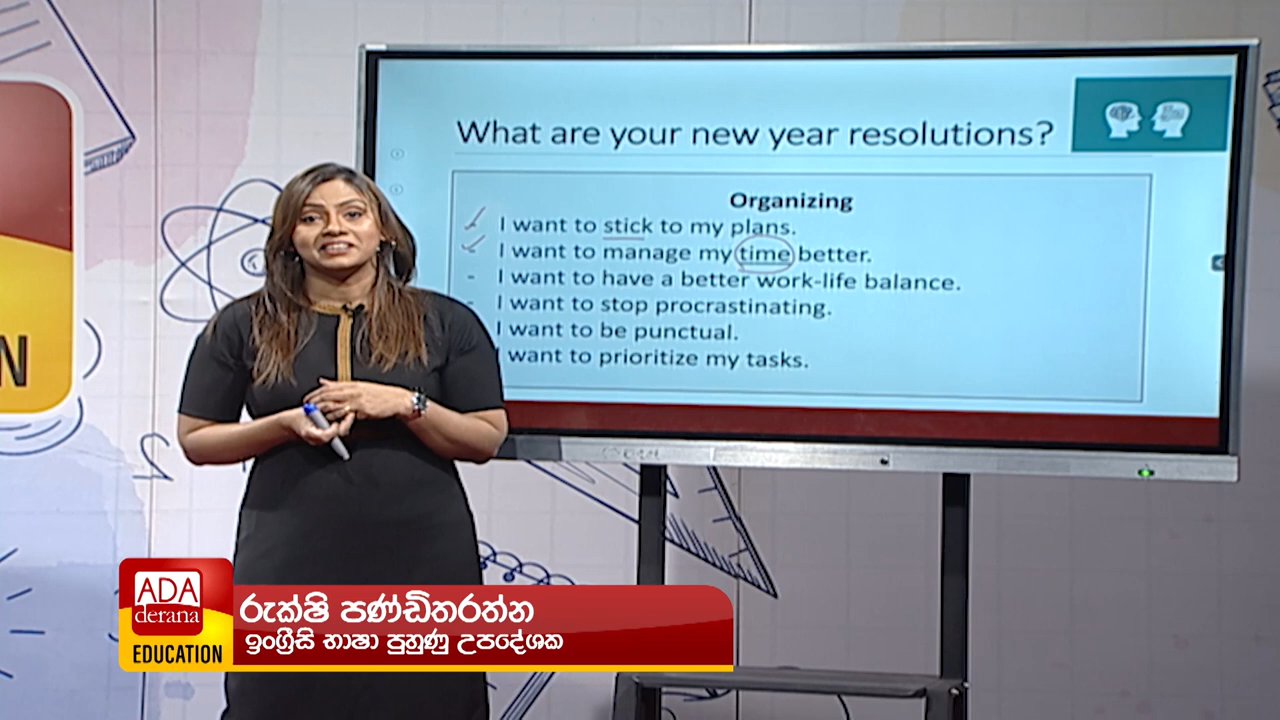 What are your new year resolutions?
Organizing
I want to stick to my plans.
I want to manage my time better.
- I want to have a better work-life balance.
- I want to stop procrastinating.
I want to be punctual.
I want to prioritize my tasks.
N
ADA
derana
EDUCATION
රුක්ෂි පණ්ඩිතරත්න
ඉංග්‍රීසි භාෂා පුහුණු උපදේශක